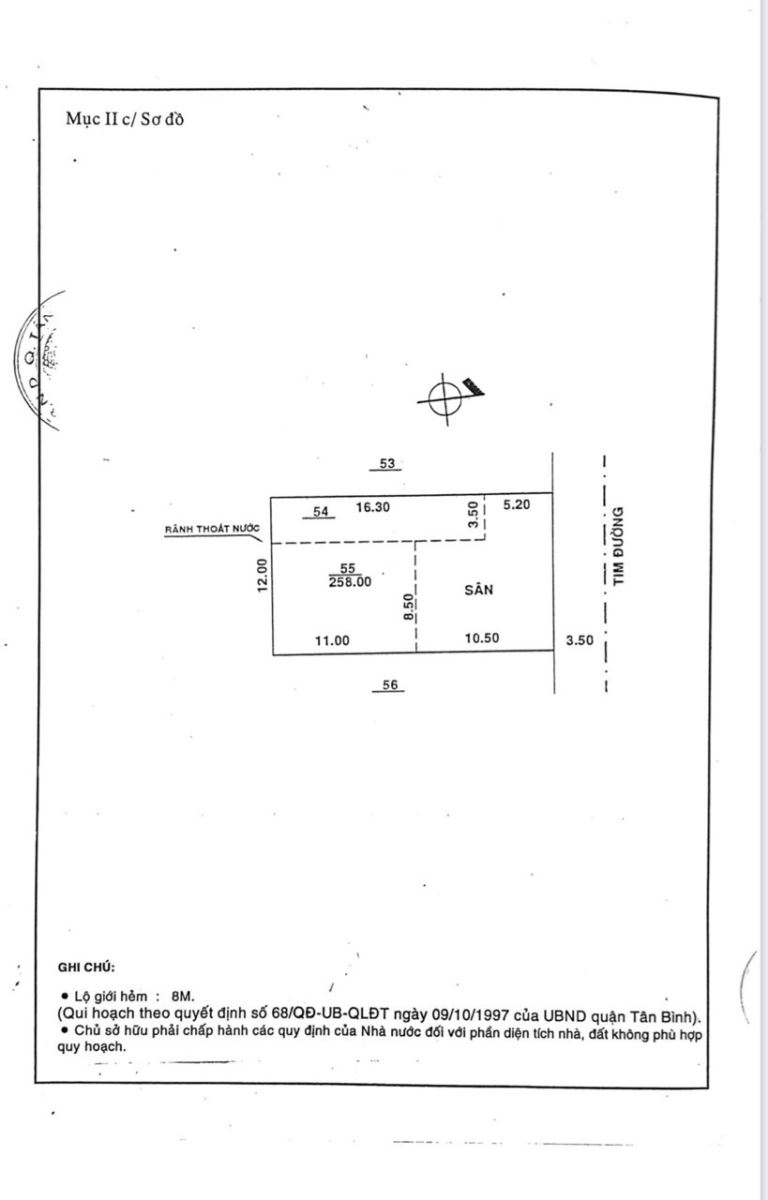 Mục II c/ Sơ đồ
53
54
16.30
3.50
5.20
RÃNH THOÁT NƯỚC
12.00
55
258.00
8.50
SÂN
TIM ĐƯỜNG
11.00
10.50
3.50
56
GHI CHÚ:
• Lộ giới hẻm : 8M.
(Qui hoạch theo quyết định số 68/QĐ-UB-QLĐT ngày 09/10/1997 của UBND quận Tân Bình).
• Chủ sở hữu phải chấp hành các quy định của Nhà nước đối với phần diện tích nhà, đất không phù hợp
quy hoạch.